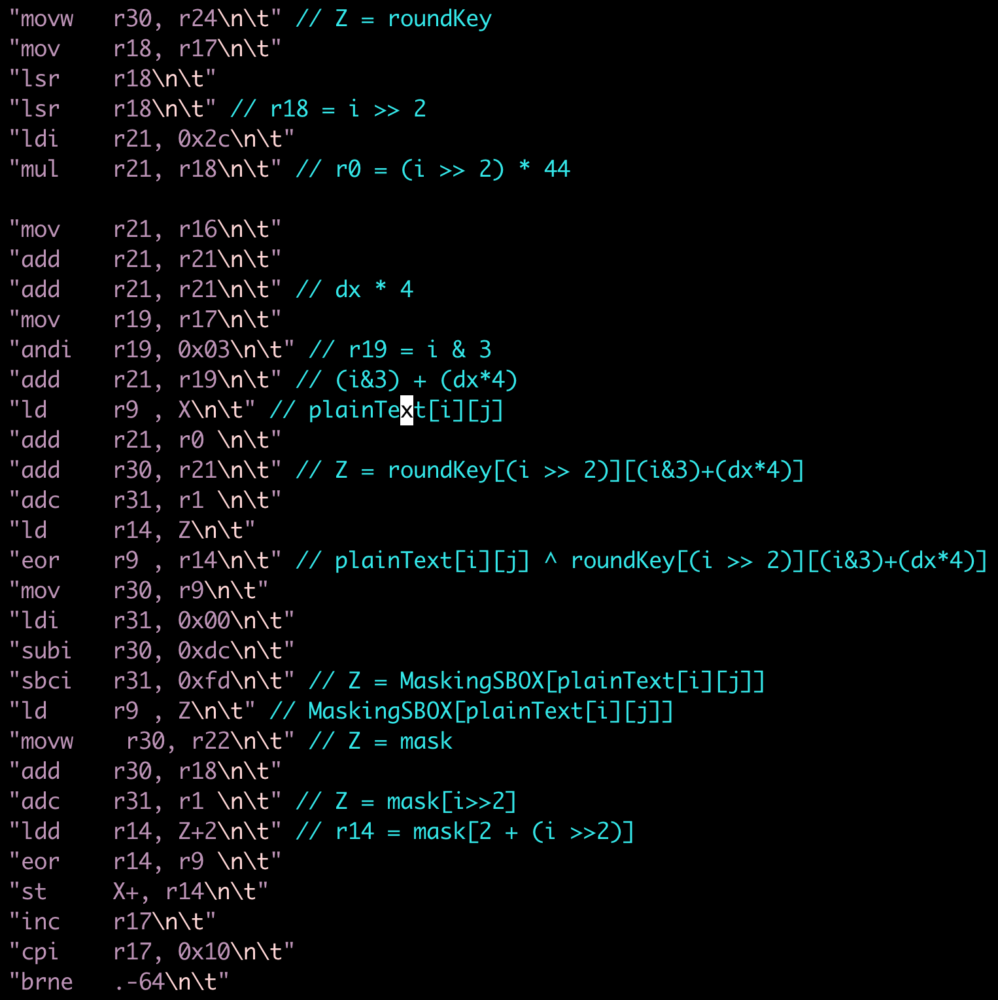 "movw   r30, r24\n\t" // Z = roundKey
"mov    r18, r17\n\t"
"lsr    r18\n\t"
"lsr    r18\n\t" // r18 = i >> 2
"ldi    r21, 0x2c\n\t"
"mul    r21, r18\n\t" // r0 = (i >> 2) * 44
"mov    r21, r16\n\t"
"add    r21, r21\n\t"
"add    r21, r21\n\t" // dx * 4
"mov    r19, r17\n\t"
"andi   r19, 0x03\n\t" // r19 = i & 3
"add    r21, r19\n\t" // (i&3) + (dx*4)
"ld     r9 , X\n\t" // plainText[i][j]
"add    r21, r0 \n\t"
"add    r30, r21\n\t" // Z = roundKey[(i >> 2)][(i&3)+(dx*4)]
"adc    r31, r1 \n\t"
"ld     r14, Z\n\t"
"eor    r9 , r14\n\t" // plainText[i][j] ^ roundKey[(i >> 2)][(i&3)+(dx*4)]
"mov    r30, r9\n\t"
"ldi    r31, 0x00\n\t"
"subi   r30, 0xdc\n\t"
"sbci   r31, 0xfd\n\t" // Z = MaskingSBOX[plainText[i][j]]
"ld     r9 , Z\n\t" // MaskingSBOX[plainText[i][j]]
"movw    r30, r22\n\t" // Z = mask
"add    r30, r18\n\t"
"adc    r31, r1 \n\t" // Z = mask[i>>2]
"ldd    r14, Z+2\n\t" // r14 = mask[2 + (i >>2)]
"eor    r14, r9 \n\t"
"st     X+, r14\n\t"
"inc    r17\n\t"
"cpi    r17, 0x10\n\t"
"brne   .-64\n\t"